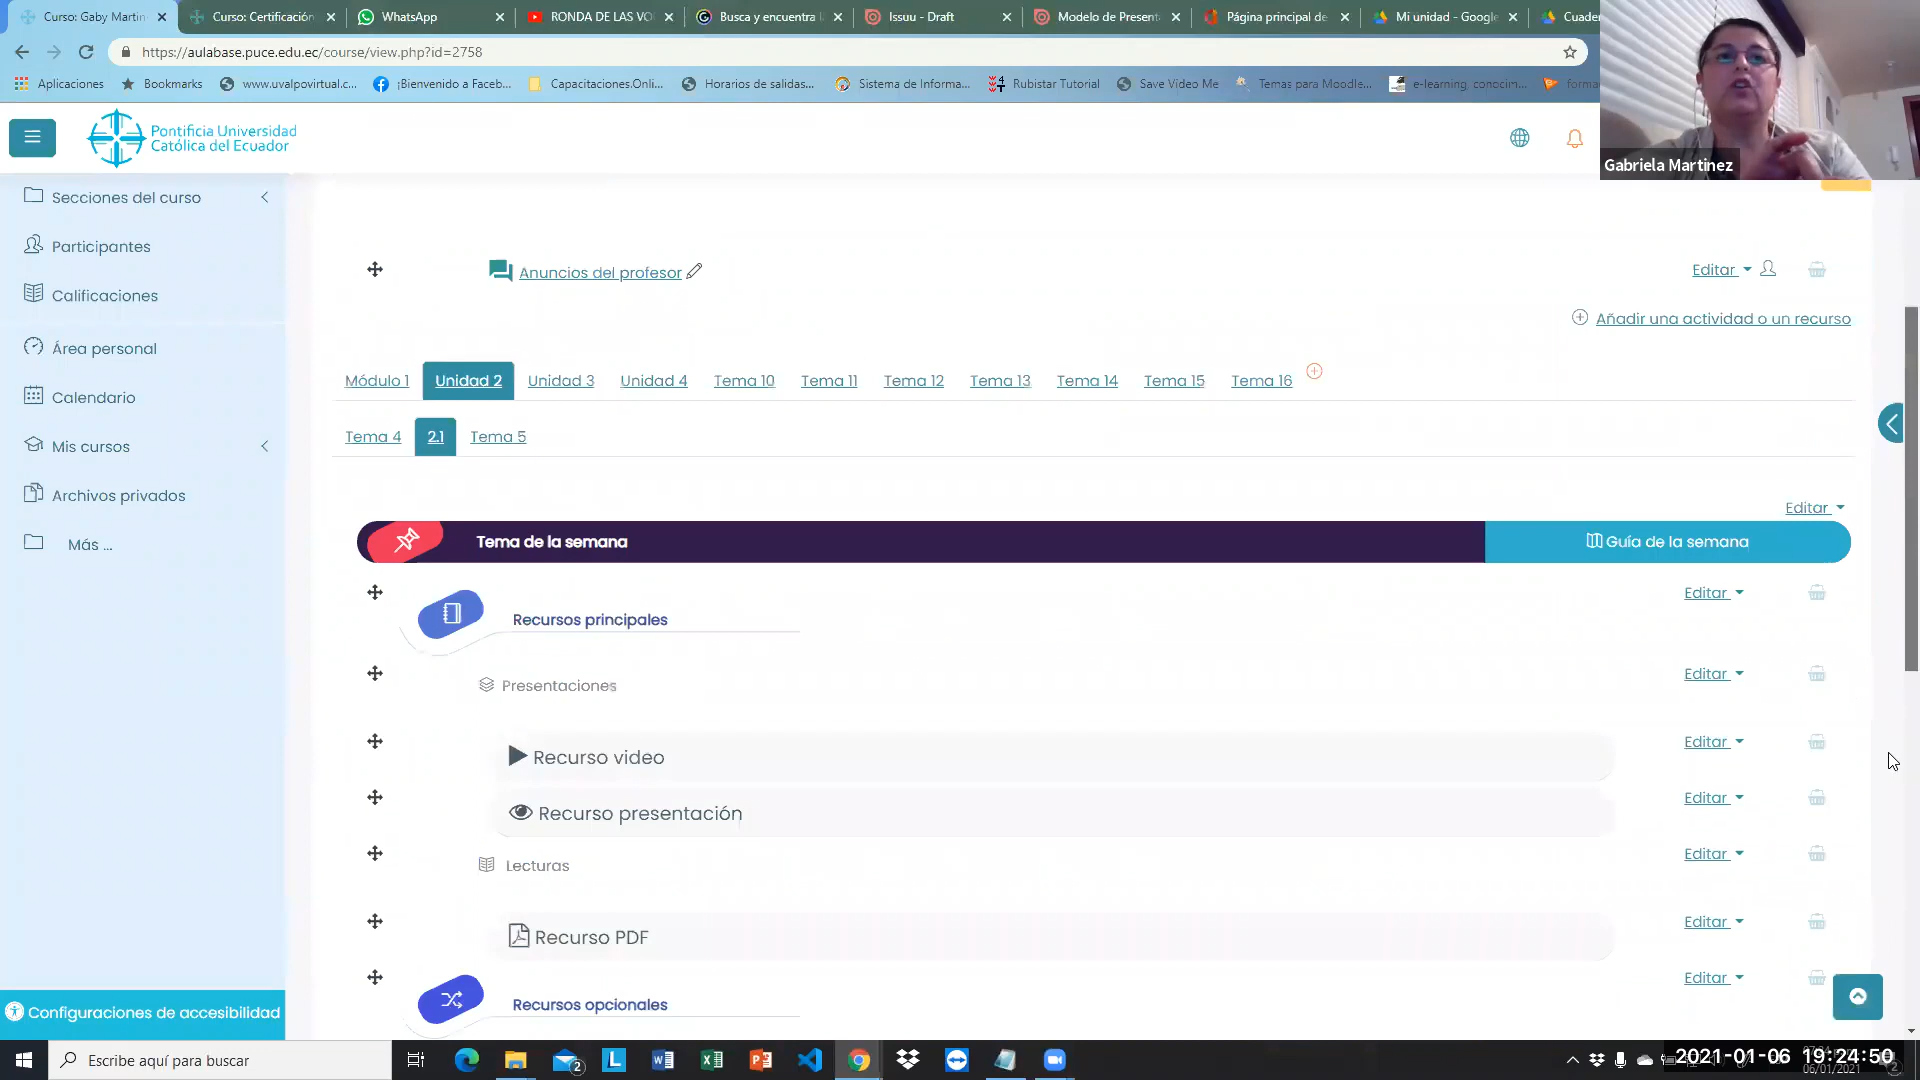 Curso: Gaby Martin
Curso: Certificación
WhatsApp
RONDA DE LAS VO
Busca y encuentra
Issuu - Draft
Modelo de Present
Página principal de
Mi unidad - Google
Cuade
https://aulabase.puce.edu.ec/course/view.php?id=2758
Aplicaciones
Bookmarks
www.uvalpovirtual.c...
¡Bienvenido a Faceb...
Capacitaciones.Onli...
Horarios de salidas...
Sistema de Informa...
Rubistar Tutorial
Save Video Me
Temas para Moodle...
e-learning, conocim...
forma
Pontificia Universidad
Católica del Ecuador
Gabriela Martinez
Secciones del curso
Participantes
Calificaciones
Área personal
Calendario
Mis cursos
Archivos privados
Más ...
Configuraciones de accesibilidad
Anuncios del profesor
Editar
Añadir una actividad o un recurso
Módulo 1
Unidad 2
Unidad 3
Unidad 4
Tema 10
Tema 11
Tema 12
Tema 13
Tema 14
Tema 15
Tema 16
Tema 4
2.1
Tema 5
Editar
Tema de la semana
Guía de la semana
Recursos principales
Editar
Presentaciones
Editar
Recurso video
Editar
Recurso presentación
Editar
Lecturas
Editar
Recurso PDF
Editar
Recursos opcionales
Editar
Escribe aquí para buscar
2
2021-01-06 19:24:50
06/01/2021